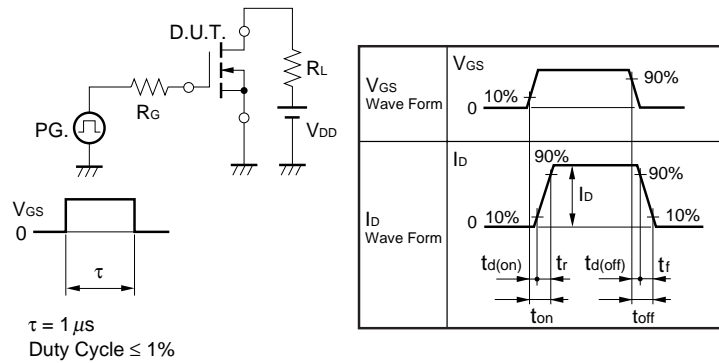 D.U.T.
RL
RG
PG.
VDD
VGS
0
τ
τ = 1 μs
Duty Cycle ≤ 1%
VGS
Wave Form
VGS
10%
0
90%
ID
Wave Form
ID
90%
90%
ID
0 10%
10%
td(on) tr td(off) tf
ton toff